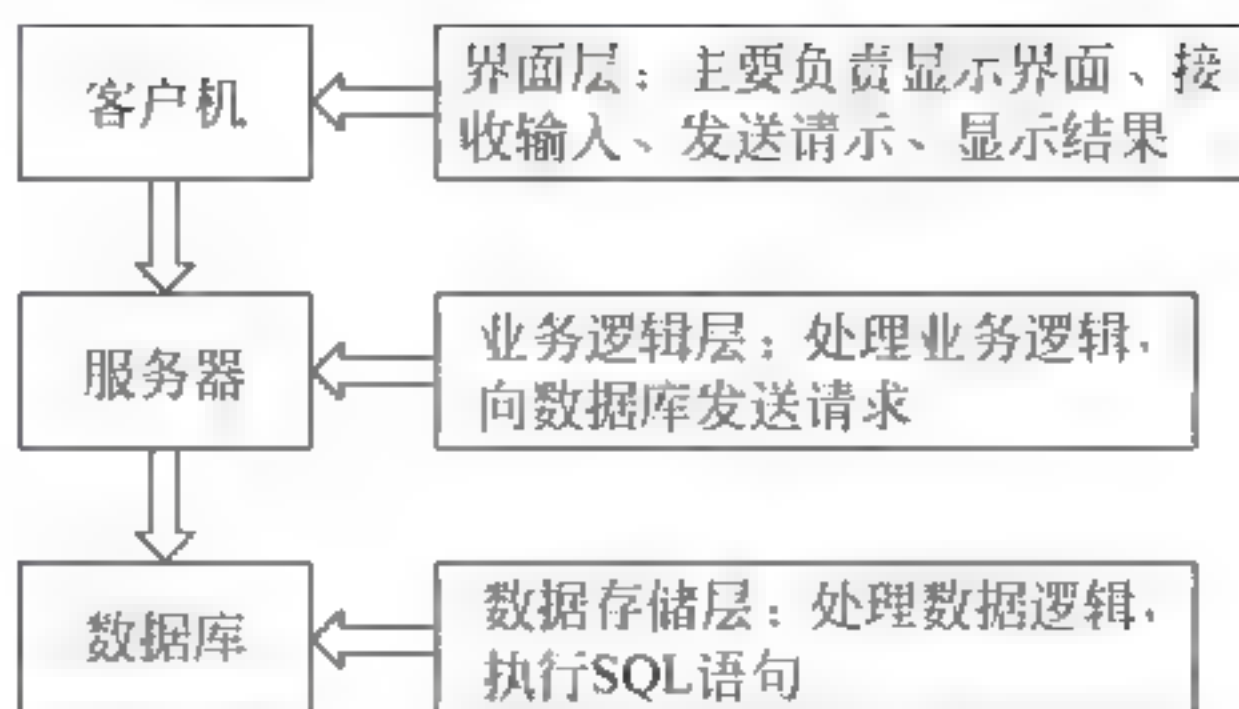 客户机
界面层：主要负责显示界面、接
收输入、发送请示、显示结果
服务器
业务逻辑层：处理业务逻辑，
向数据库发送请求
数据库
数据存储层：处理数据逻辑，
执行SQL语句